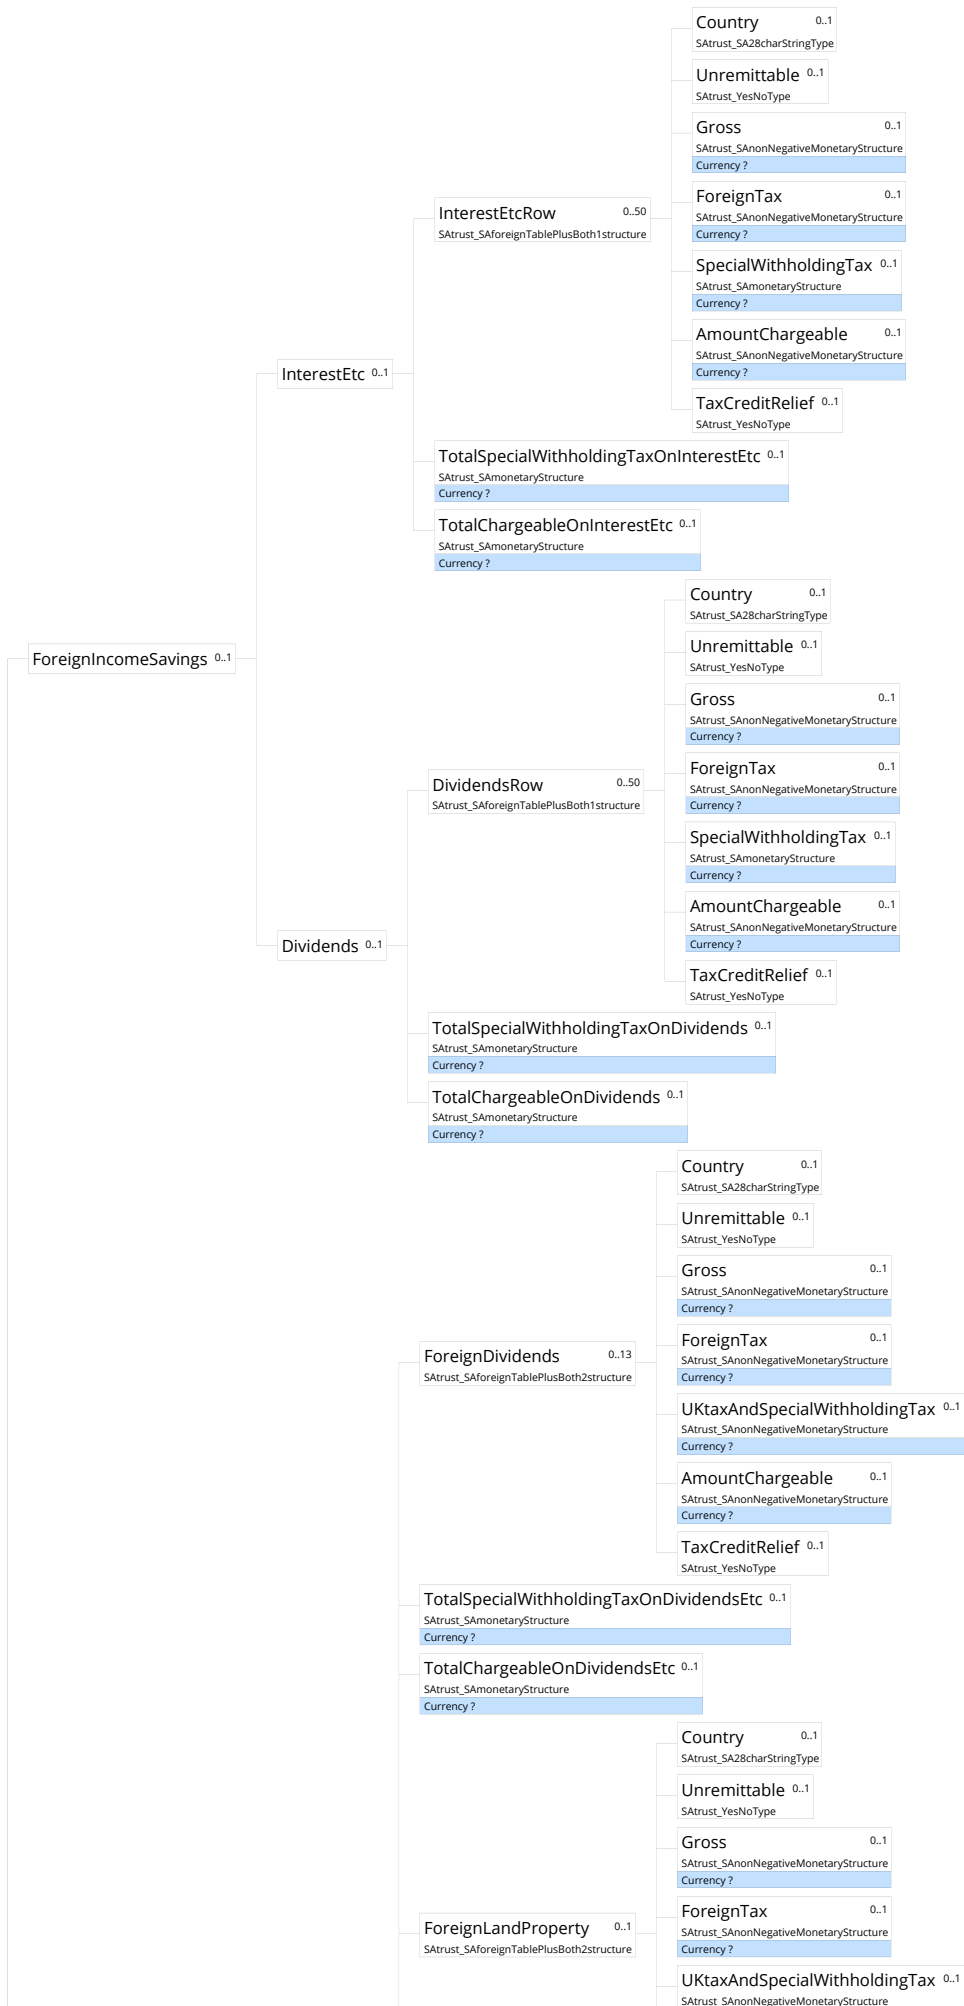 Country 0..1
SAtrust_SA28charStringType
Unremittable 0..1
SAtrust_YesNoType
Gross 0..1
SAtrust_SAnonNegativeMonetaryStructure
Currency ?
InterestEtcRow 0..50
SAtrust_SAforeignTablePlusBoth1structure
ForeignTax 0..1
SAtrust_SAnonNegativeMonetaryStructure
Currency ?
SpecialWithholdingTax 0..1
SAtrust_SAmonetaryStructure
Currency ?
AmountChargeable 0..1
SAtrust_SAnonNegativeMonetaryStructure
Currency ?
InterestEtc 0..1
TaxCreditRelief 0..1
SAtrust_YesNoType
TotalSpecialWithholdingTaxOnInterestEtc 0..1
SAtrust_SAmonetaryStructure
Currency ?
TotalChargeableOnInterestEtc 0..1
SAtrust_SAmonetaryStructure
Currency ?
Country 0..1
SAtrust_SA28charStringType
ForeignIncomeSavings 0..1
Unremittable 0..1
SAtrust_YesNoType
Gross 0..1
SAtrust_SAnonNegativeMonetaryStructure
Currency ?
DividendsRow 0..50
SAtrust_SAforeignTablePlusBoth1structure
ForeignTax 0..1
SAtrust_SAnonNegativeMonetaryStructure
Currency ?
SpecialWithholdingTax 0..1
SAtrust_SAmonetaryStructure
Currency ?
AmountChargeable 0..1
SAtrust_SAnonNegativeMonetaryStructure
Currency ?
Dividends 0..1
TaxCreditRelief 0..1
SAtrust_YesNoType
TotalSpecialWithholdingTaxOnDividends 0..1
SAtrust_SAmonetaryStructure
Currency ?
TotalChargeableOnDividends 0..1
SAtrust_SAmonetaryStructure
Currency ?
Country 0..1
SAtrust_SA28charStringType
Unremittable 0..1
SAtrust_YesNoType
Gross 0..1
SAtrust_SAnonNegativeMonetaryStructure
Currency ?
ForeignDividends 0..13
SAtrust_SAforeignTablePlusBoth2structure
ForeignTax 0..1
SAtrust_SAnonNegativeMonetaryStructure
Currency ?
UKtaxAndSpecialWithholdingTax 0..1
SAtrust_SAnonNegativeMonetaryStructure
Currency ?
AmountChargeable 0..1
SAtrust_SAnonNegativeMonetaryStructure
Currency ?
TaxCreditRelief 0..1
SAtrust_YesNoType
TotalSpecialWithholdingTaxOnDividendsEtc 0..1
SAtrust_SAmonetaryStructure
Currency ?
TotalChargeableOnDividendsEtc 0..1
SAtrust_SAmonetaryStructure
Currency ?
Country 0..1
SAtrust_SA28charStringType
Unremittable 0..1
SAtrust_YesNoType
Gross 0..1
SAtrust_SAnonNegativeMonetaryStructure
Currency ?
ForeignLandProperty 0..1
SAtrust_SAforeignTablePlusBoth2structure
ForeignTax 0..1
SAtrust_SAnonNegativeMonetaryStructure
Currency ?
UKtaxAndSpecialWithholdingTax 0..1
SAtrust_SAnonNegativeMonetaryStructure